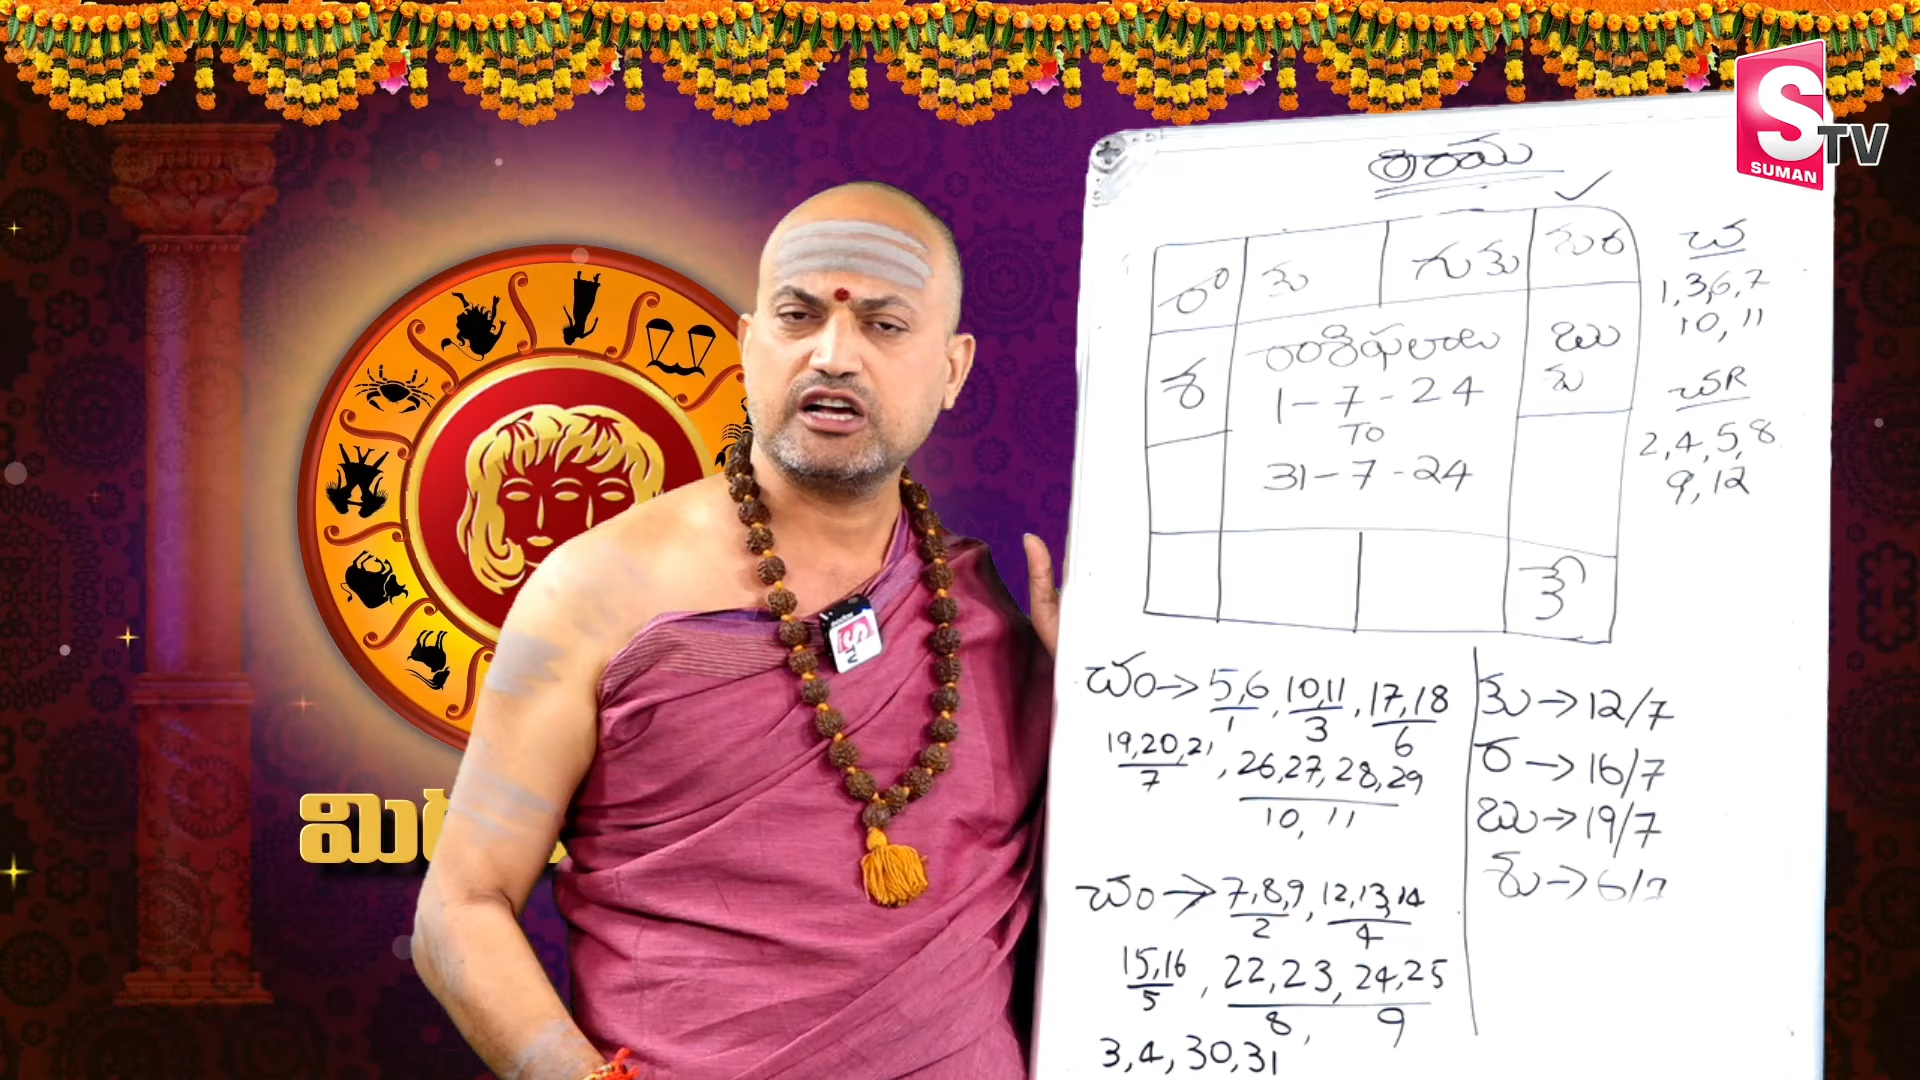 S
TV
SUMAN
శ్రీరామ
రా
కు
గు కు
శు ర
శ
రాశిఫలాలు
1-7-24
TO
31-7-24
బు
శు
కే
చ
1,3,6,7
10,11
చR
2,4,5,8
9,12
చం→5,6, 10,11, 17,18
1 3 6
19,20,21, 26,27,28,29
7 10, 11
చం→7,8,9, 12,13,14
2 4
15,16, 22,23, 24,25
5 8, 9
3,4,30,31
కు→12/7
ర→16/7
బు→19/7
శు→6/7
S
TV